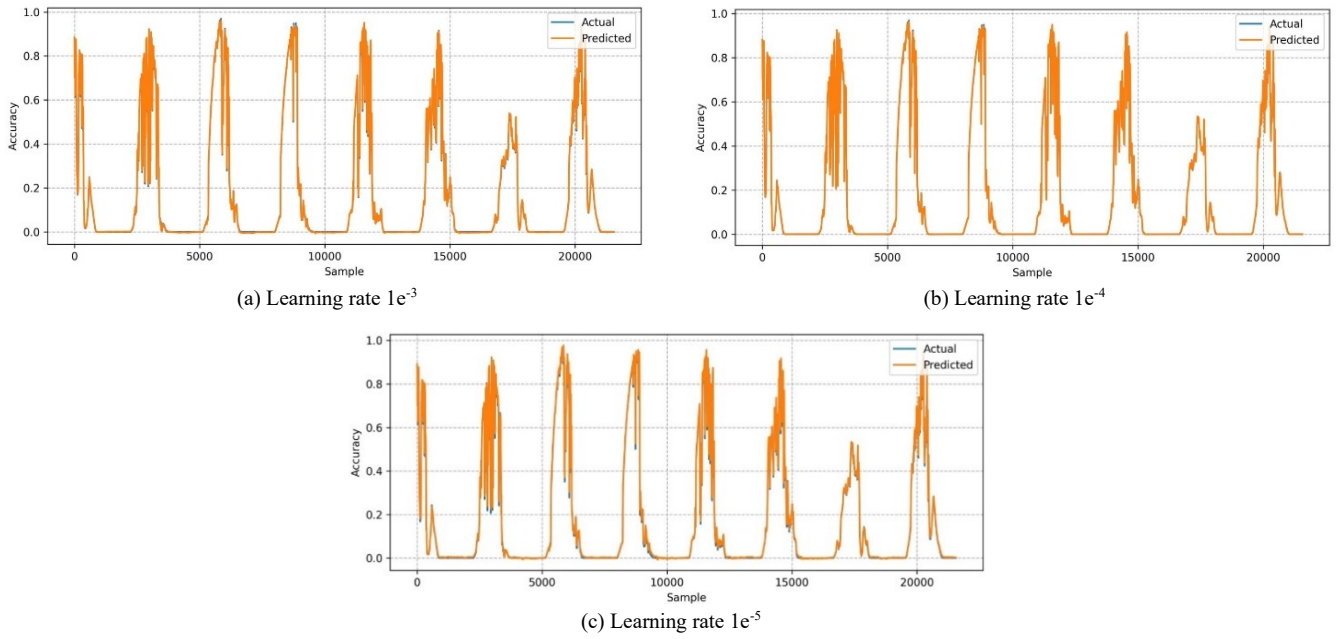 1.0
0.8
0.6
0.4
0.2
0.0
Accuracy
Actual
Predicted
0 5000 10000 15000 20000
Sample
(a) Learning rate 1e⁻³
1.0
0.8
0.6
0.4
0.2
0.0
Accuracy
Actual
Predicted
0 5000 10000 15000 20000
Sample
(b) Learning rate 1e⁻⁴
1.0
0.8
0.6
0.4
0.2
0.0
Accuracy
Actual
Predicted
0 5000 10000 15000 20000
Sample
(c) Learning rate 1e⁻⁵